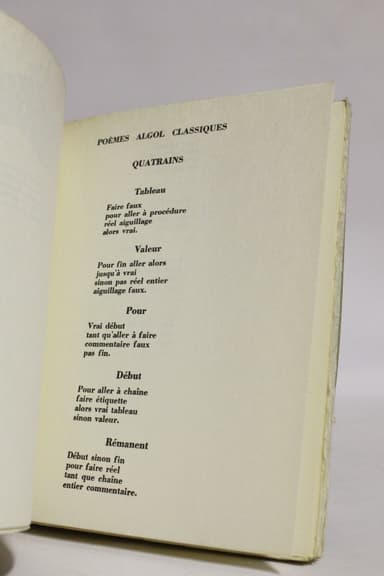 POÈMES ALGOL CLASSIQUES
QUATRAINS
Tableau
Faire faux
pour aller à procédure
réel aiguillage
alors vrai.
Valeur
Pour fin aller alors
jusqu'à vrai
sinon pas réel entier
aiguillage faux.
Pour
Vrai début
tant qu'aller à faire
commentaire faux
pas fin.
Début
Pour aller à chaîne
faire étiquette
alors vrai tableau
sinon valeur.
Rémanent
Début sinon fin
pour faire réel
tant que chaîne
entier commentaire.